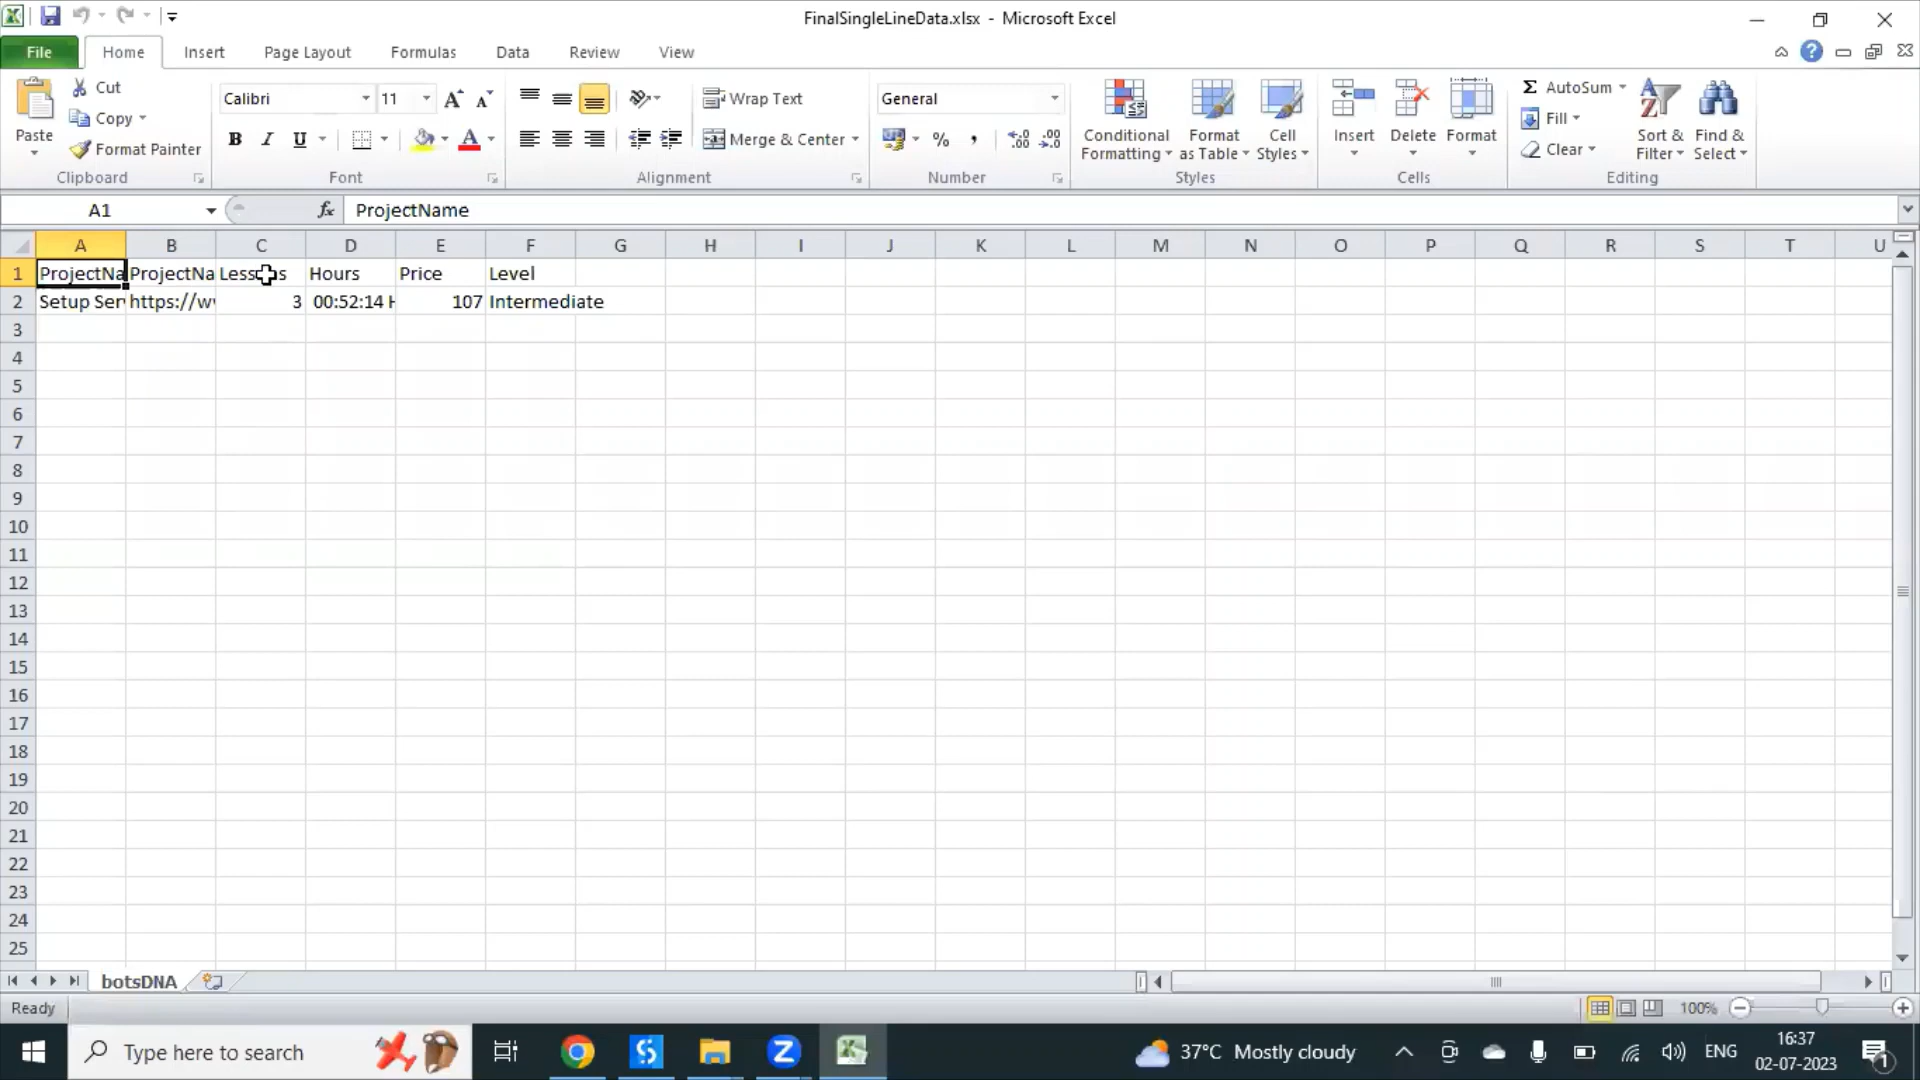 FinalSingleLineData.xlsx - Microsoft Excel
File Home Insert Page Layout Formulas Data Review View
Paste
Cut
Copy
Format Painter
Clipboard
Calibri 11
B I U
Font
Wrap Text
Merge & Center
Alignment
General
Number
Conditional Formatting
Format as Table
Cell Styles
Styles
Insert Delete Format
Cells
Σ AutoSum
Fill
Clear
Sort & Filter
Find & Select
Editing
A1 fx ProjectName
A B C D E F G H I J K L M N O P Q R S T U
1 ProjectNa ProjectNa Lessons Hours Price Level
2 Setup Ser https://w 3 00:52:14 H 107 Intermediate
3
4
5
6
7
8
9
10
11
12
13
14
15
16
17
18
19
20
21
22
23
24
25
botsDNA
Ready 100%
Type here to search 37°C Mostly cloudy ENG 16:37
02-07-2023 1